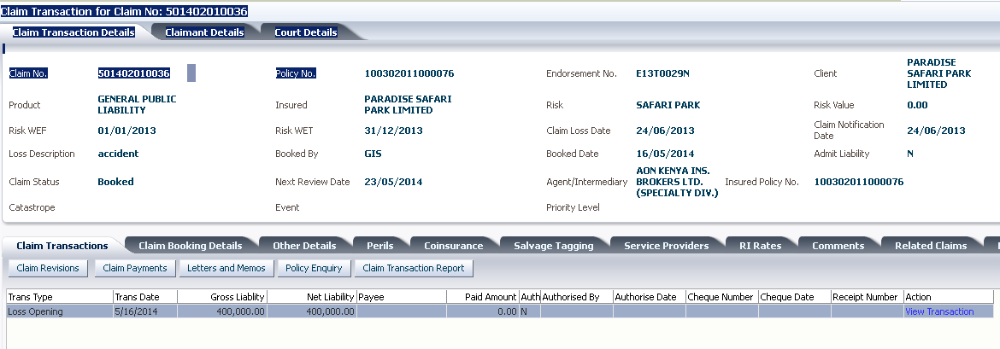 Claim Transaction for Claim No: 501402010036
Claim Transaction Details Claimant Details Court Details
Claim No. 501402010036 Policy No. 100302011000076 Endorsement No. E13T0029N Client PARADISE SAFARI PARK LIMITED
Product GENERAL PUBLIC LIABILITY Insured PARADISE SAFARI PARK LIMITED Risk SAFARI PARK Risk Value 0.00
Risk WEF 01/01/2013 Risk WET 31/12/2013 Claim Loss Date 24/06/2013 Claim Notification Date 24/06/2013
Loss Description accident Booked By GIS Booked Date 16/05/2014 Admit Liability N
Claim Status Booked Next Review Date 23/05/2014 Agent/Intermediary AON KENYA INS. BROKERS LTD. (SPECIALTY DIV.) Insured Policy No. 100302011000076
Catastrope Event Priority Level
Claim Transactions Claim Booking Details Other Details Perils Coinsurance Salvage Tagging Service Providers RI Rates Comments Related Claims
Claim Revisions Claim Payments Letters and Memos Policy Enquiry Claim Transaction Report
Trans Type Trans Date Gross Liablity Net Liability Payee Paid Amount Auth Authorised By Authorise Date Cheque Number Cheque Date Receipt Number Action
Loss Opening 5/16/2014 400,000.00 400,000.00 0.00 N View Transaction